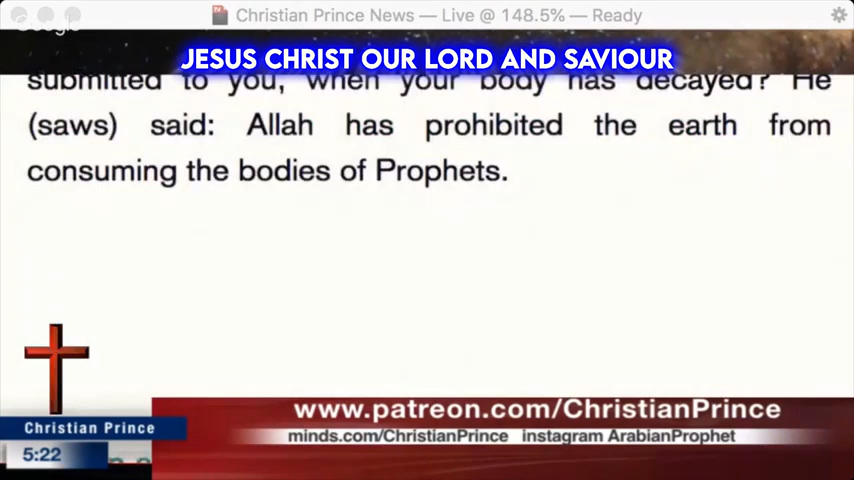 Christian Prince News — Live @ 148.5% — Ready
Google
JESUS CHRIST OUR LORD AND SAVIOUR
submitted to you, when your body has decayed? He
(saws) said: Allah has prohibited the earth from
consuming the bodies of Prophets.
www.patreon.com/ChristianPrince
Christian Prince
minds.com/ChristianPrince instagram ArabianProphet
5:22